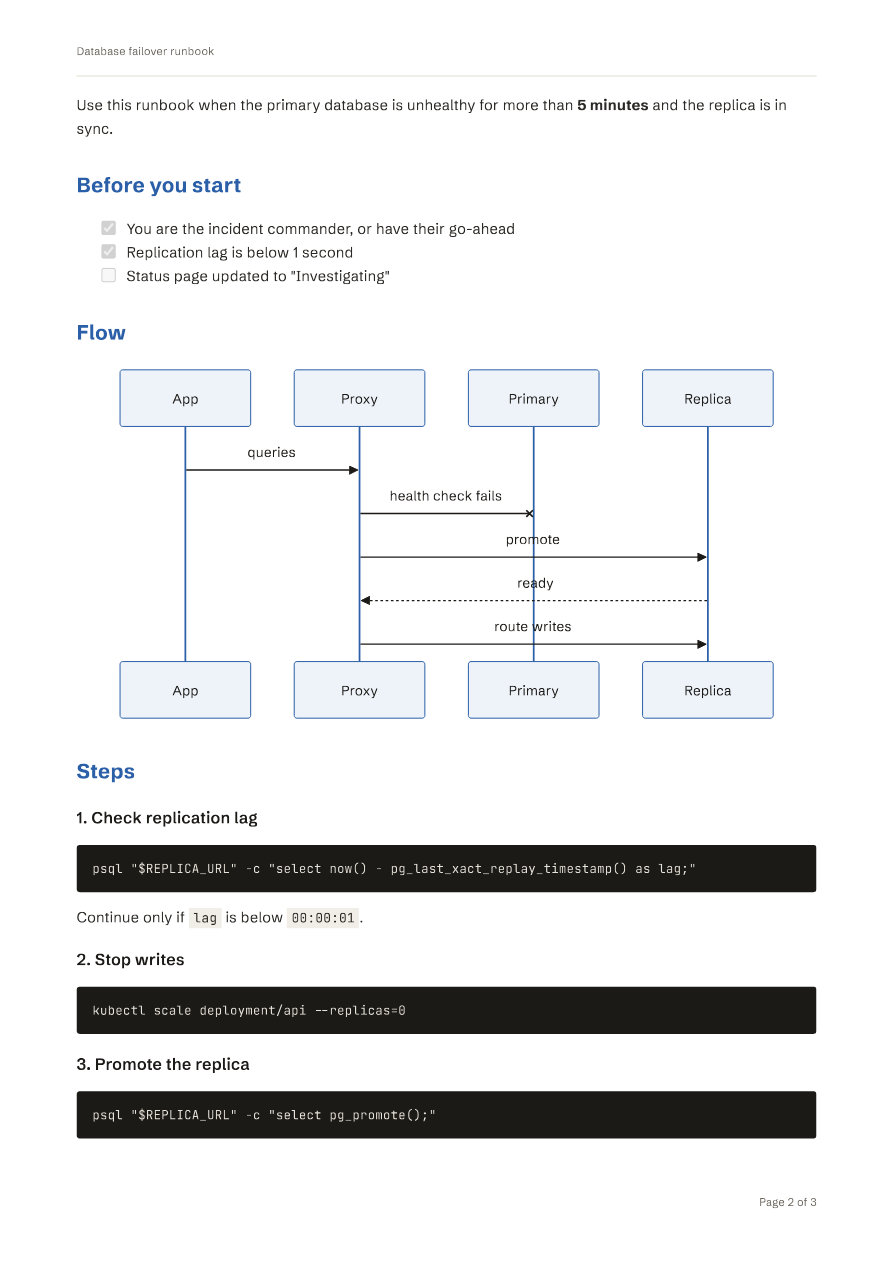 Database failover runbook
Use this runbook when the primary database is unhealthy for more than 5 minutes and the replica is in
sync.
Before you start
You are the incident commander, or have their go-ahead
Replication lag is below 1 second
Status page updated to "Investigating"
Flow
App Proxy Primary Replica
queries
health check fails
promote
ready
route writes
App Proxy Primary Replica
Steps
1. Check replication lag
psql "$REPLICA_URL" -c "select now() - pg_last_xact_replay_timestamp() as lag;"
Continue only if lag is below 00:00:01.
2. Stop writes
kubectl scale deployment/api --replicas=0
3. Promote the replica
psql "$REPLICA_URL" -c "select pg_promote();"
Page 2 of 3